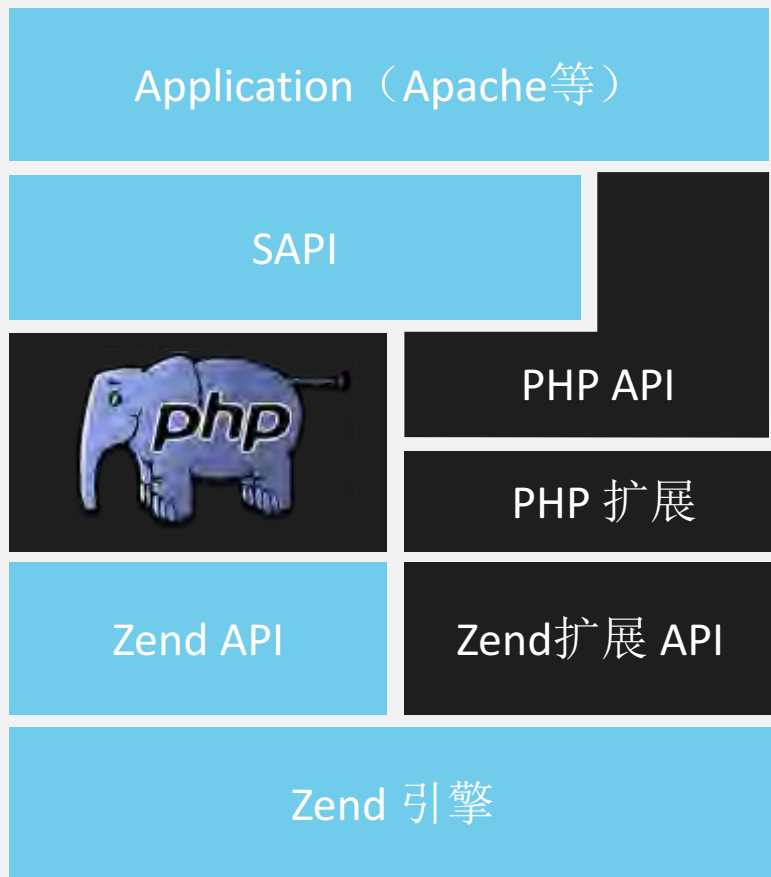 Application（Apache等）
SAPI
php
PHP API
PHP 扩展
Zend API
Zend扩展 API
Zend 引擎